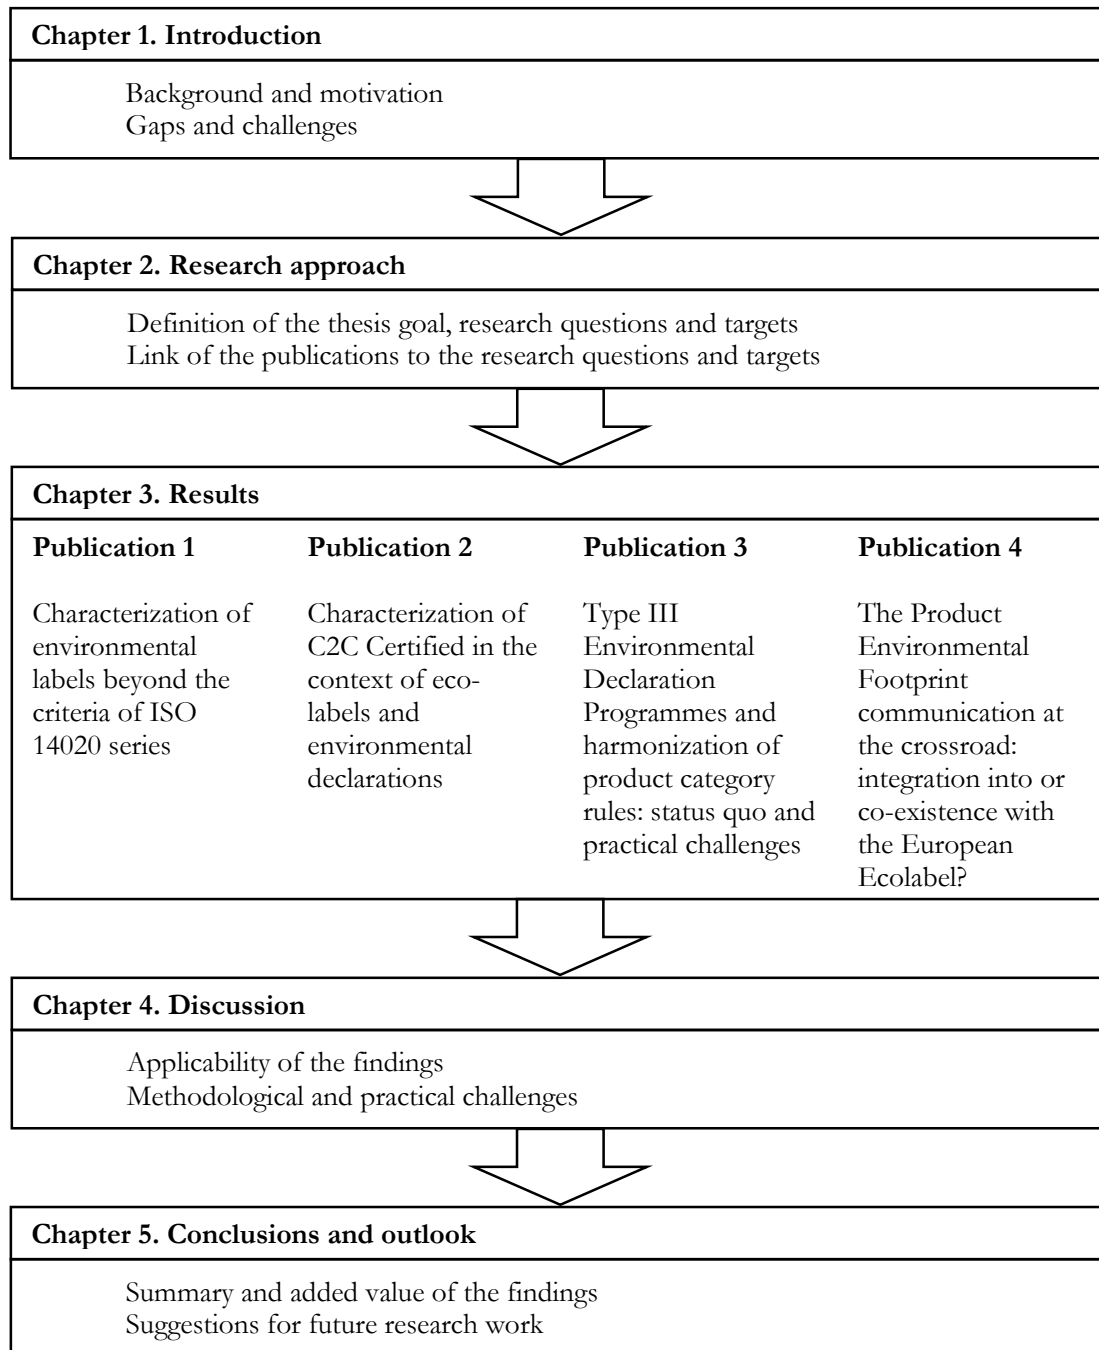 Chapter 1. Introduction
Background and motivation
Gaps and challenges
Chapter 2. Research approach
Definition of the thesis goal, research questions and targets
Link of the publications to the research questions and targets
Chapter 3. Results
Publication 1
Characterization of
environmental
labels beyond the
criteria of ISO
14020 series
Publication 2
Characterization of
C2C Certified in the
context of eco-
labels and
environmental
declarations
Publication 3
Type III
Environmental
Declaration
Programmes and
harmonization of
product category
rules: status quo and
practical challenges
Publication 4
The Product
Environmental
Footprint
communication at
the crossroad:
integration into or
co-existence with
the European
Ecolabel?
Chapter 4. Discussion
Applicability of the findings
Methodological and practical challenges
Chapter 5. Conclusions and outlook
Summary and added value of the findings
Suggestions for future research work